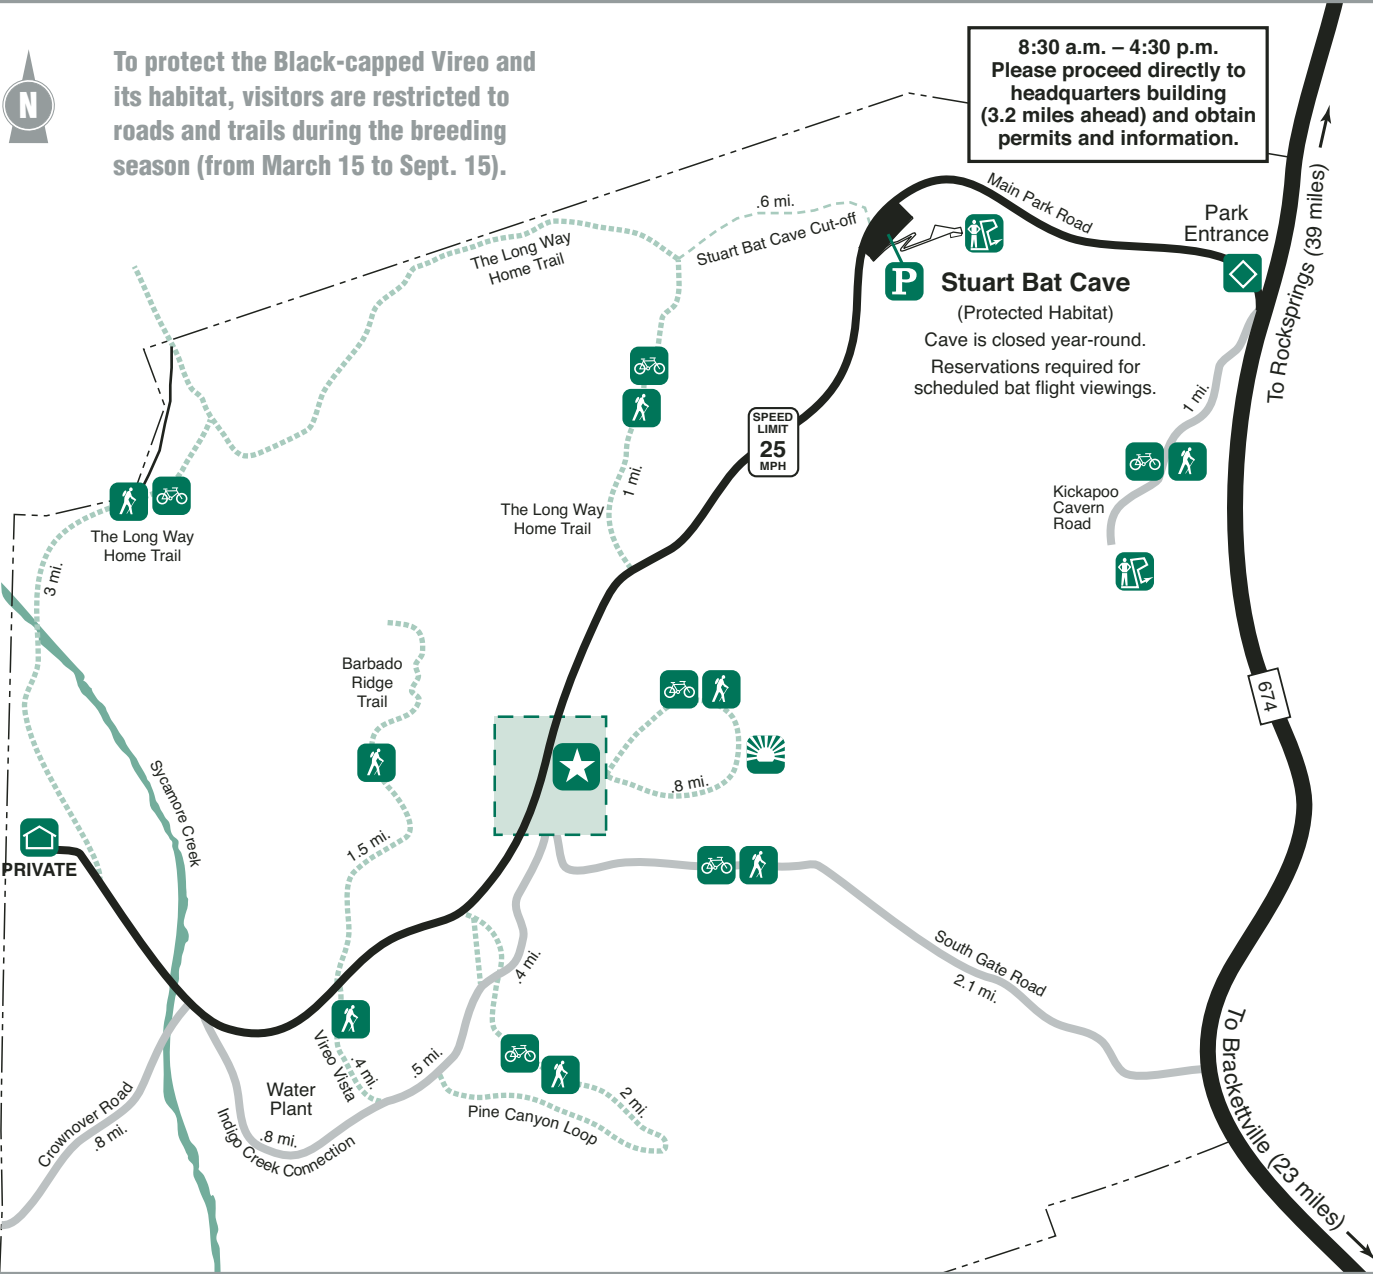 N
To protect the Black-capped Vireo and
its habitat, visitors are restricted to
roads and trails during the breeding
season (from March 15 to Sept. 15).
8:30 a.m. – 4:30 p.m.
Please proceed directly to
headquarters building
(3.2 miles ahead) and obtain
permits and information.
To Rocksprings (39 miles)
Main Park Road
Park
Entrance
.6 mi.
Stuart Bat Cave Cut-off
The Long Way
Home Trail
P
Stuart Bat Cave
(Protected Habitat)
Cave is closed year-round.
Reservations required for
scheduled bat flight viewings.
1 mi.
Kickapoo
Cavern
Road
SPEED
LIMIT
25
MPH
1 mi.
The Long Way
Home Trail
The Long Way
Home Trail
3 mi.
Barbado
Ridge
Trail
674
.8 mi.
Sycamore Creek
1.5 mi.
PRIVATE
South Gate Road
2.1 mi.
.4 mi.
Vireo Vista
.4 mi.
.5 mi.
Water
Plant
Pine Canyon Loop
2 mi.
Crownover Road
.8 mi.
.8 mi.
Indigo Creek Connection
To Brackettville (23 miles)